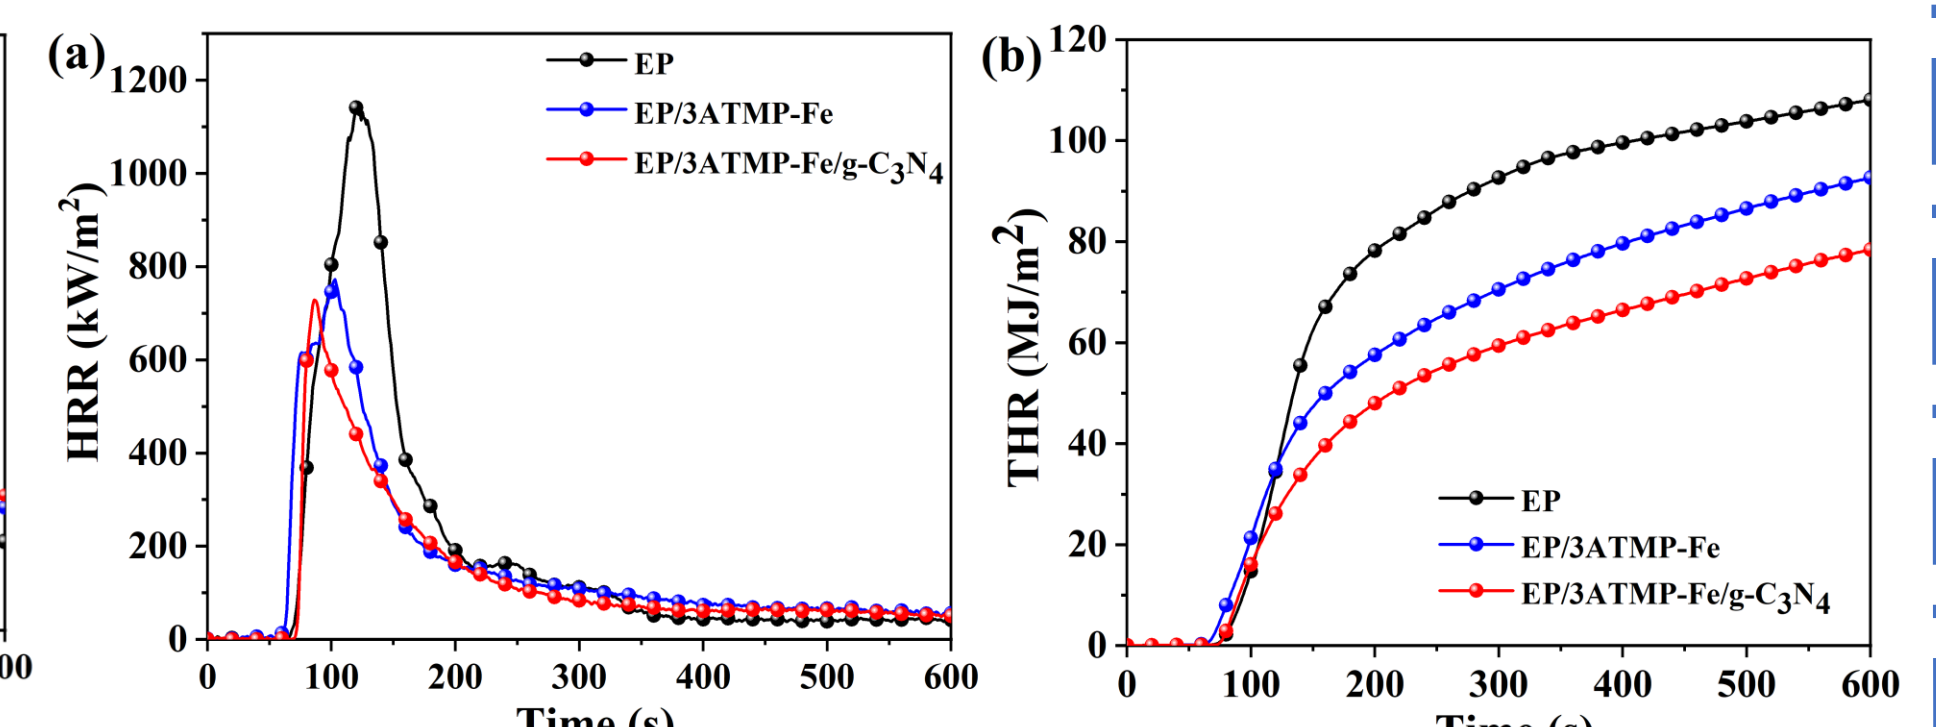 (a)
HRR (kW/m²)
1200
1000
800
600
400
200
0
EP
EP/3ATMP-Fe
EP/3ATMP-Fe/g-C₃N₄
0 100 200 300 400 500 600
Time (s)
(b)
THR (MJ/m²)
120
100
80
60
40
20
0
EP
EP/3ATMP-Fe
EP/3ATMP-Fe/g-C₃N₄
0 100 200 300 400 500 600
Time (s)